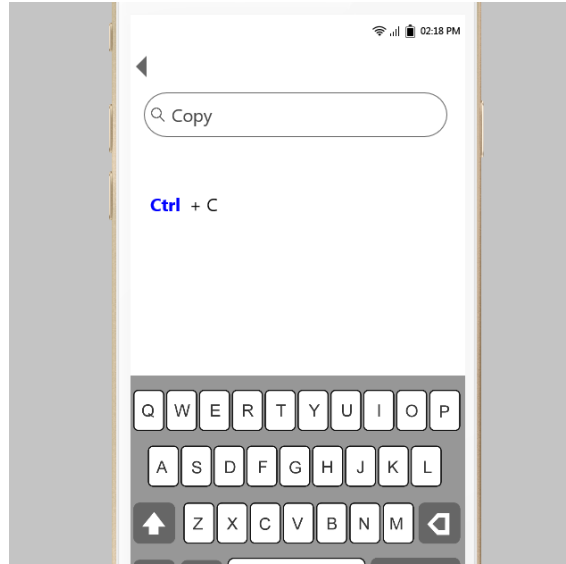 02:18 PM
Copy
Ctrl + C
Q W E R T Y U I O P
A S D F G H J K L
Z X C V B N M